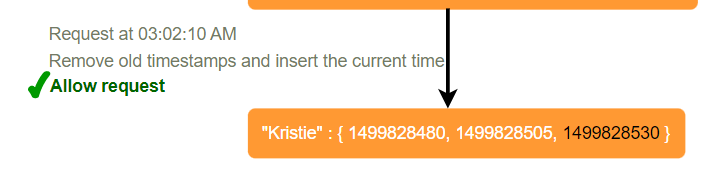 Request at 03:02:10 AM
Remove old timestamps and insert the current time
Allow request
"Kristie" : { 1499828480, 1499828505, 1499828530 }